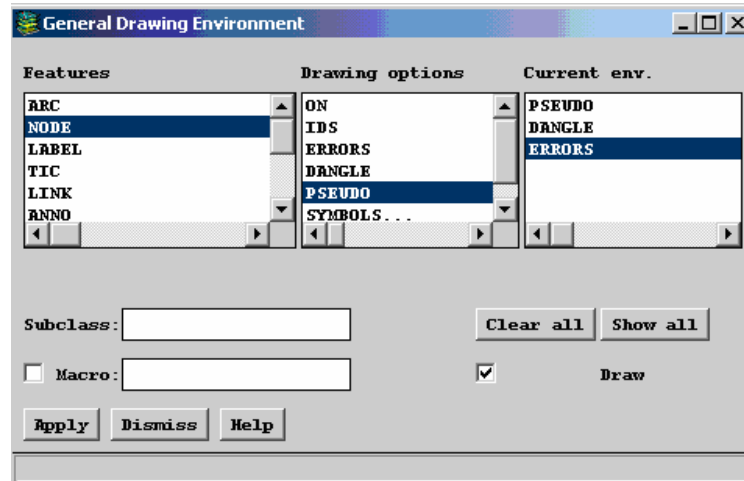 General Drawing Environment
Features Drawing options Current env.
ARC ON PSEUDO
NODE IDS DANGLE
LABEL ERRORS ERRORS
TIC DANGLE
LINK PSEUDO
ANNO SYMBOLS...
Subclass: Clear all Show all
Macro: Draw
Apply Dismiss Help